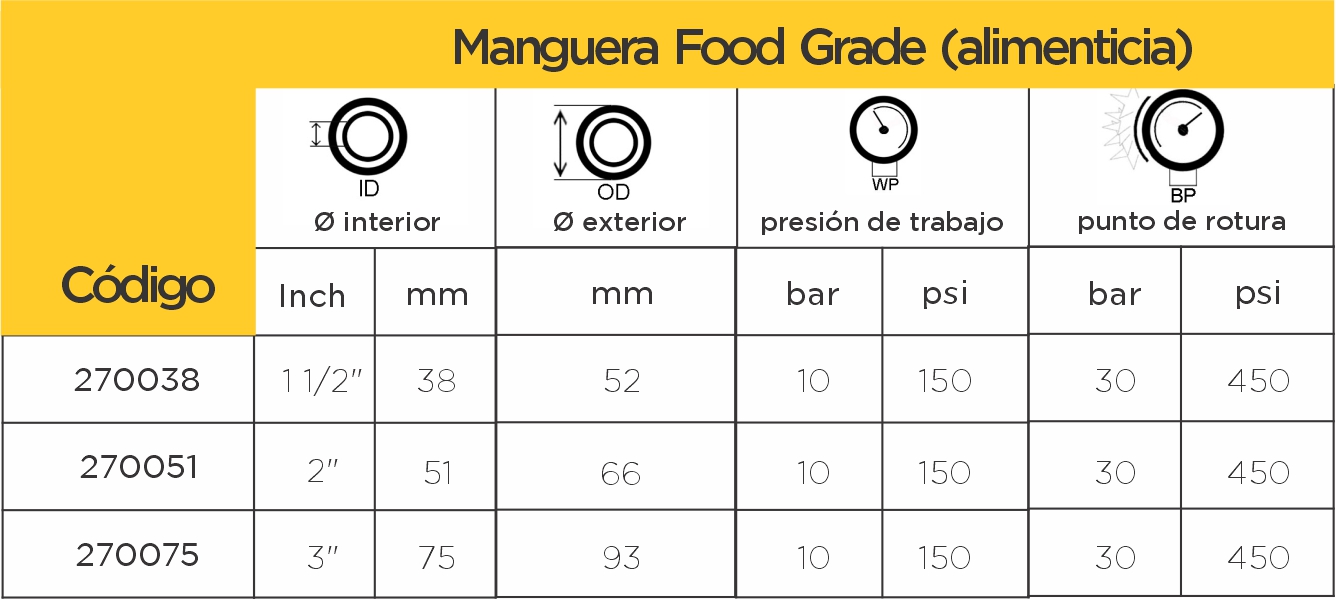 Manguera Food Grade (alimenticia)
ID OD WP BP
Ø interior Ø exterior presión de trabajo punto de rotura
Código Inch mm mm bar psi bar psi
270038 1 1/2" 38 52 10 150 30 450
270051 2" 51 66 10 150 30 450
270075 3" 75 93 10 150 30 450